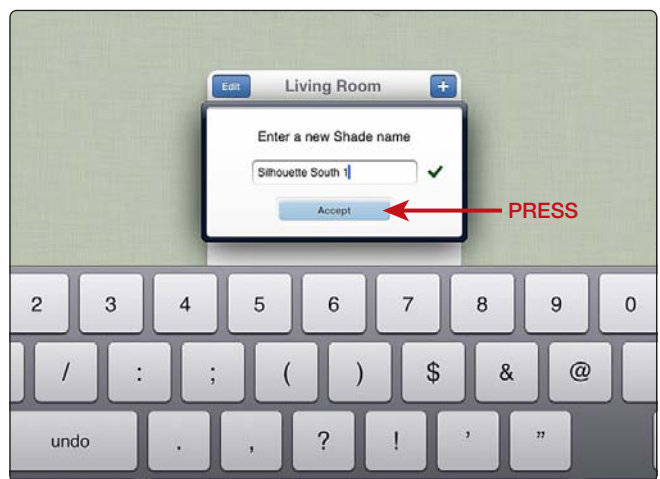 Edit Living Room +
Enter a new Shade name
Silhouette South 1
Accept
PRESS
2 3 4 5 6 7 8 9 0
/ : ; ( ) $ & @
undo . , ? ! ’ ”